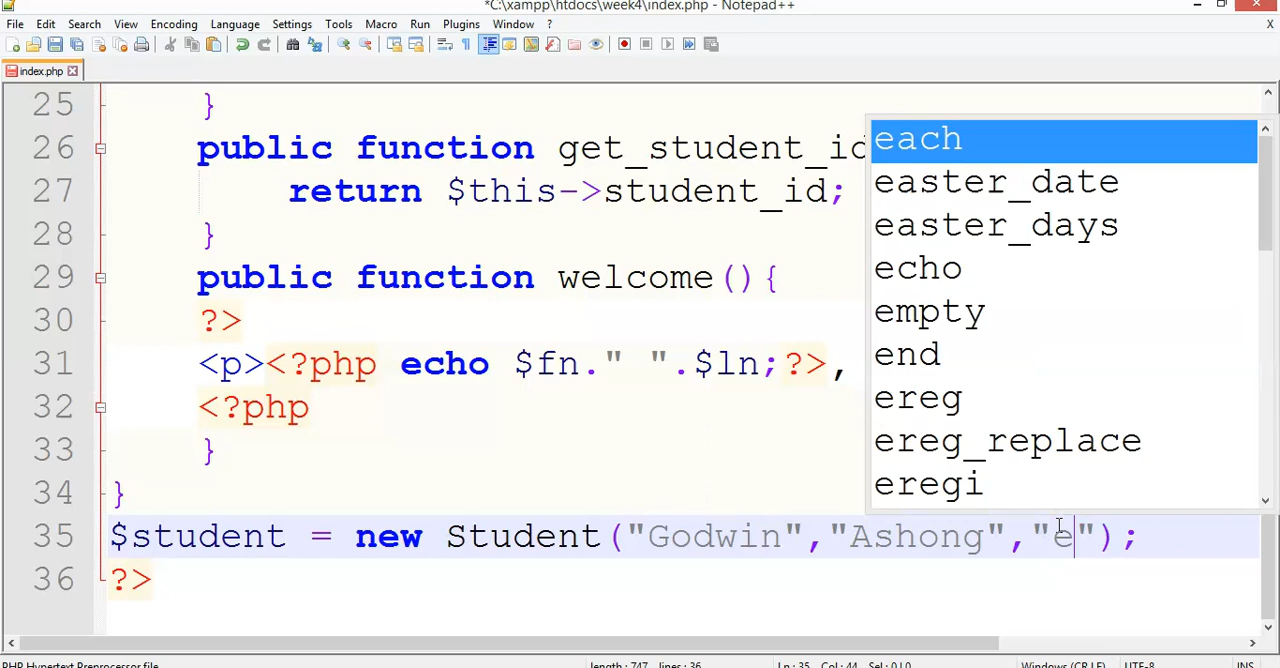 *C:\xampp\htdocs\week4\index.php - Notepad++
File Edit Search View Encoding Language Settings Tools Macro Run Plugins Window ? X
index.php
25 }
26 public function get_student_id
27 return $this->student_id;
28 }
29 public function welcome(){
30 ?>
31 <p><?php echo $fn." ".$ln;?>,
32 <?php
33 }
34 }
35 $student = new Student("Godwin","Ashong","e");
36 ?>
each
easter_date
easter_days
echo
empty
end
ereg
ereg_replace
eregi
PHP Hypertext Preprocessor file length : 747 lines : 36 Ln : 35 Col : 44 Sel : 0 | 0 Windows (CR LF) UTF-8 INS